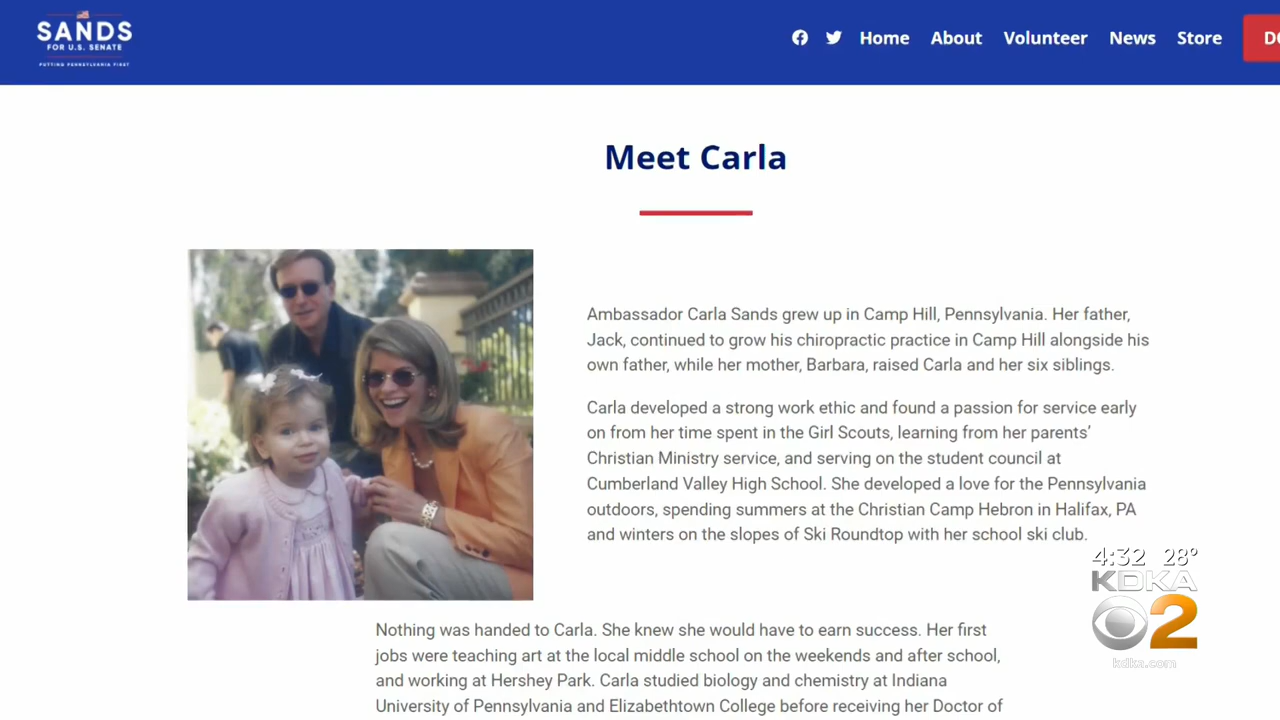 SANDS
FOR U.S. SENATE
PUTTING PENNSYLVANIA FIRST
Home About Volunteer News Store
Meet Carla
Ambassador Carla Sands grew up in Camp Hill, Pennsylvania. Her father,
Jack, continued to grow his chiropractic practice in Camp Hill alongside his
own father, while her mother, Barbara, raised Carla and her six siblings.
Carla developed a strong work ethic and found a passion for service early
on from her time spent in the Girl Scouts, learning from her parents’
Christian Ministry service, and serving on the student council at
Cumberland Valley High School. She developed a love for the Pennsylvania
outdoors, spending summers at the Christian Camp Hebron in Halifax, PA
and winters on the slopes of Ski Roundtop with her school ski club.
4:32 28°
KDKA
2
kdka.com
Nothing was handed to Carla. She knew she would have to earn success. Her first
jobs were teaching art at the local middle school on the weekends and after school,
and working at Hershey Park. Carla studied biology and chemistry at Indiana
University of Pennsylvania and Elizabethtown College before receiving her Doctor of